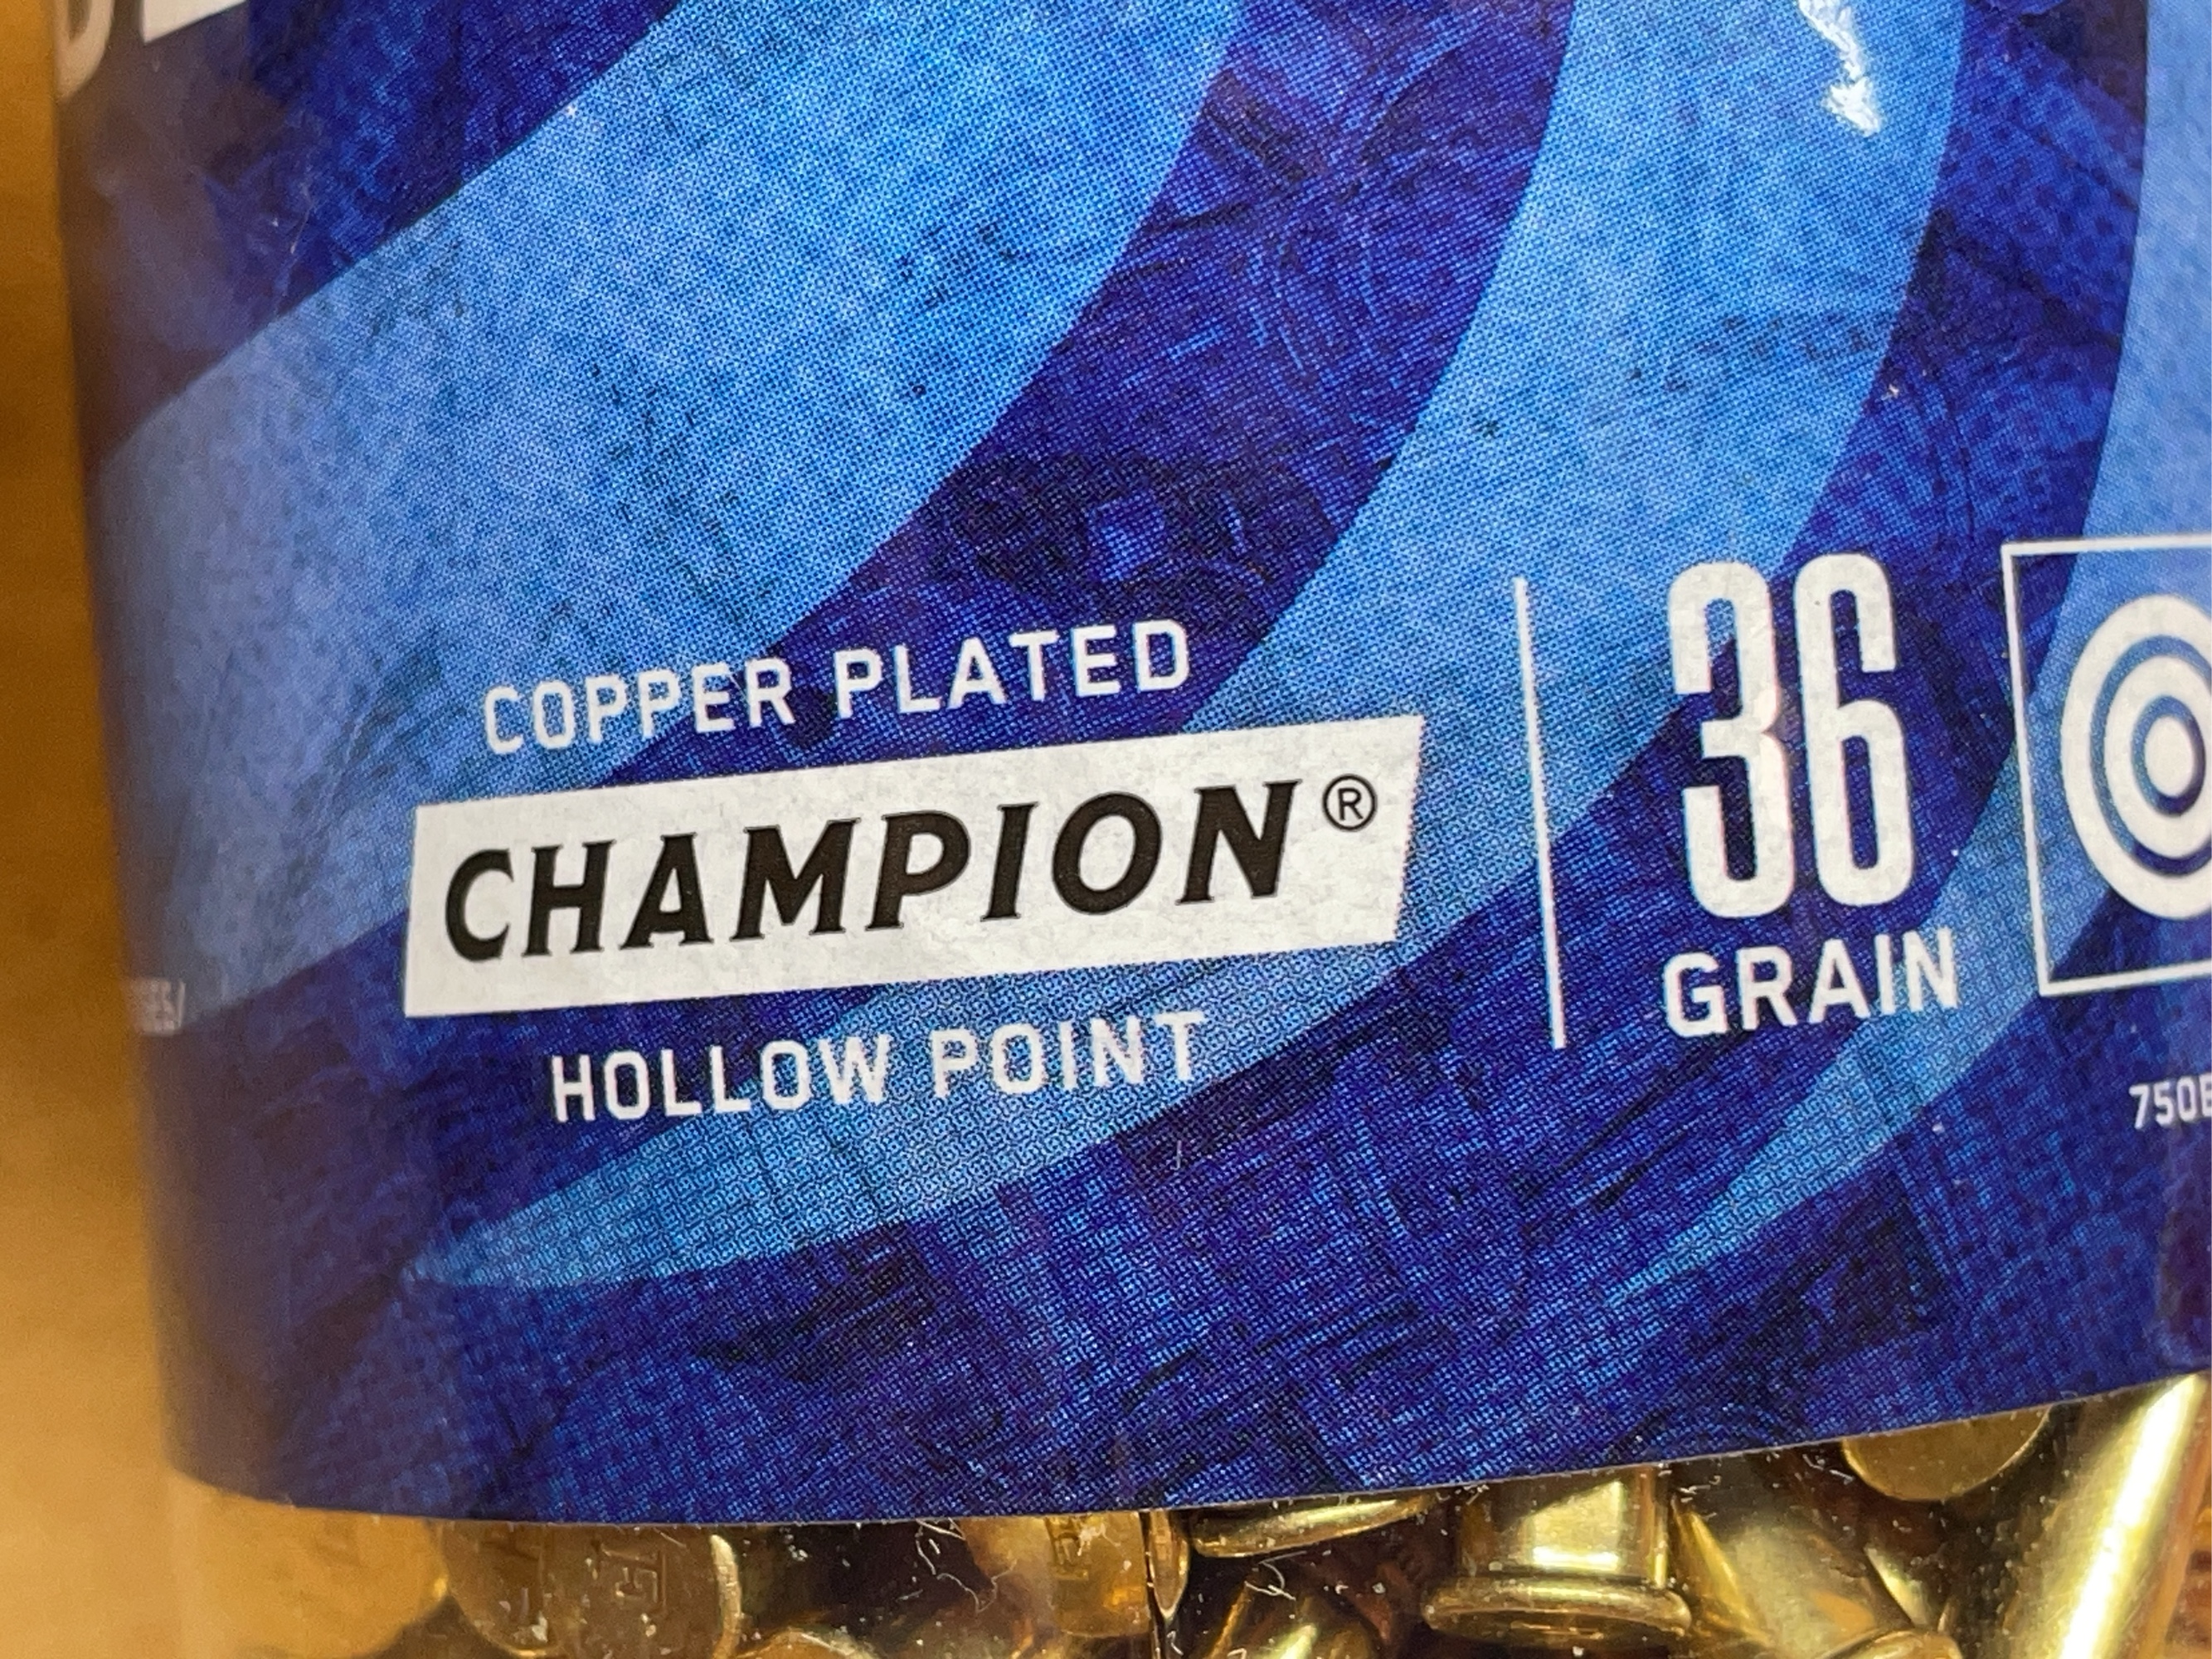 COPPER PLATED
CHAMPION®
HOLLOW POINT
36
GRAIN